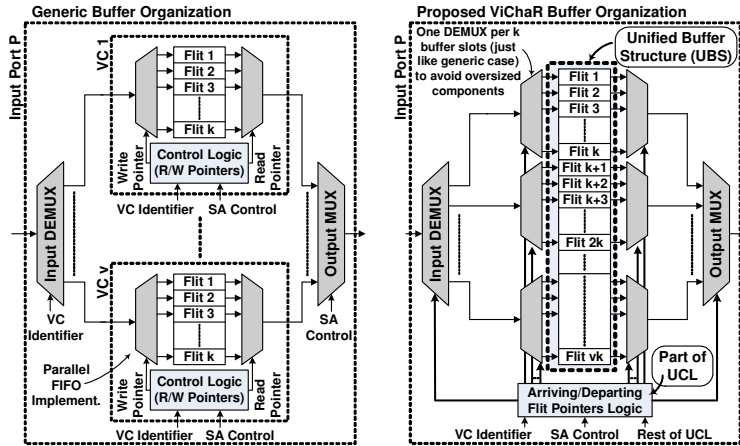 Generic Buffer Organization
Input Port P
VC 1
Flit 1
Flit 2
Flit 3
Flit k
Write Pointer
Control Logic
(R/W Pointers)
Read Pointer
VC Identifier
SA Control
Input DEMUX
Output MUX
VC
Identifier
SA
Control
VC v
Flit 1
Flit 2
Flit 3
Flit k
Parallel
FIFO
Implement.
Write Pointer
Control Logic
(R/W Pointers)
Read Pointer
VC Identifier
SA Control
Proposed ViChaR Buffer Organization
Input Port P
One DEMUX per k
buffer slots (just
like generic case)
to avoid oversized
components
Unified Buffer
Structure (UBS)
Flit 1
Flit 2
Flit 3
Flit k
Flit k+1
Flit k+2
Flit k+3
Flit 2k
Flit vk
Input DEMUX
Output MUX
Part of
UCL
Arriving/Departing
Flit Pointers Logic
VC Identifier
SA Control
Rest of UCL